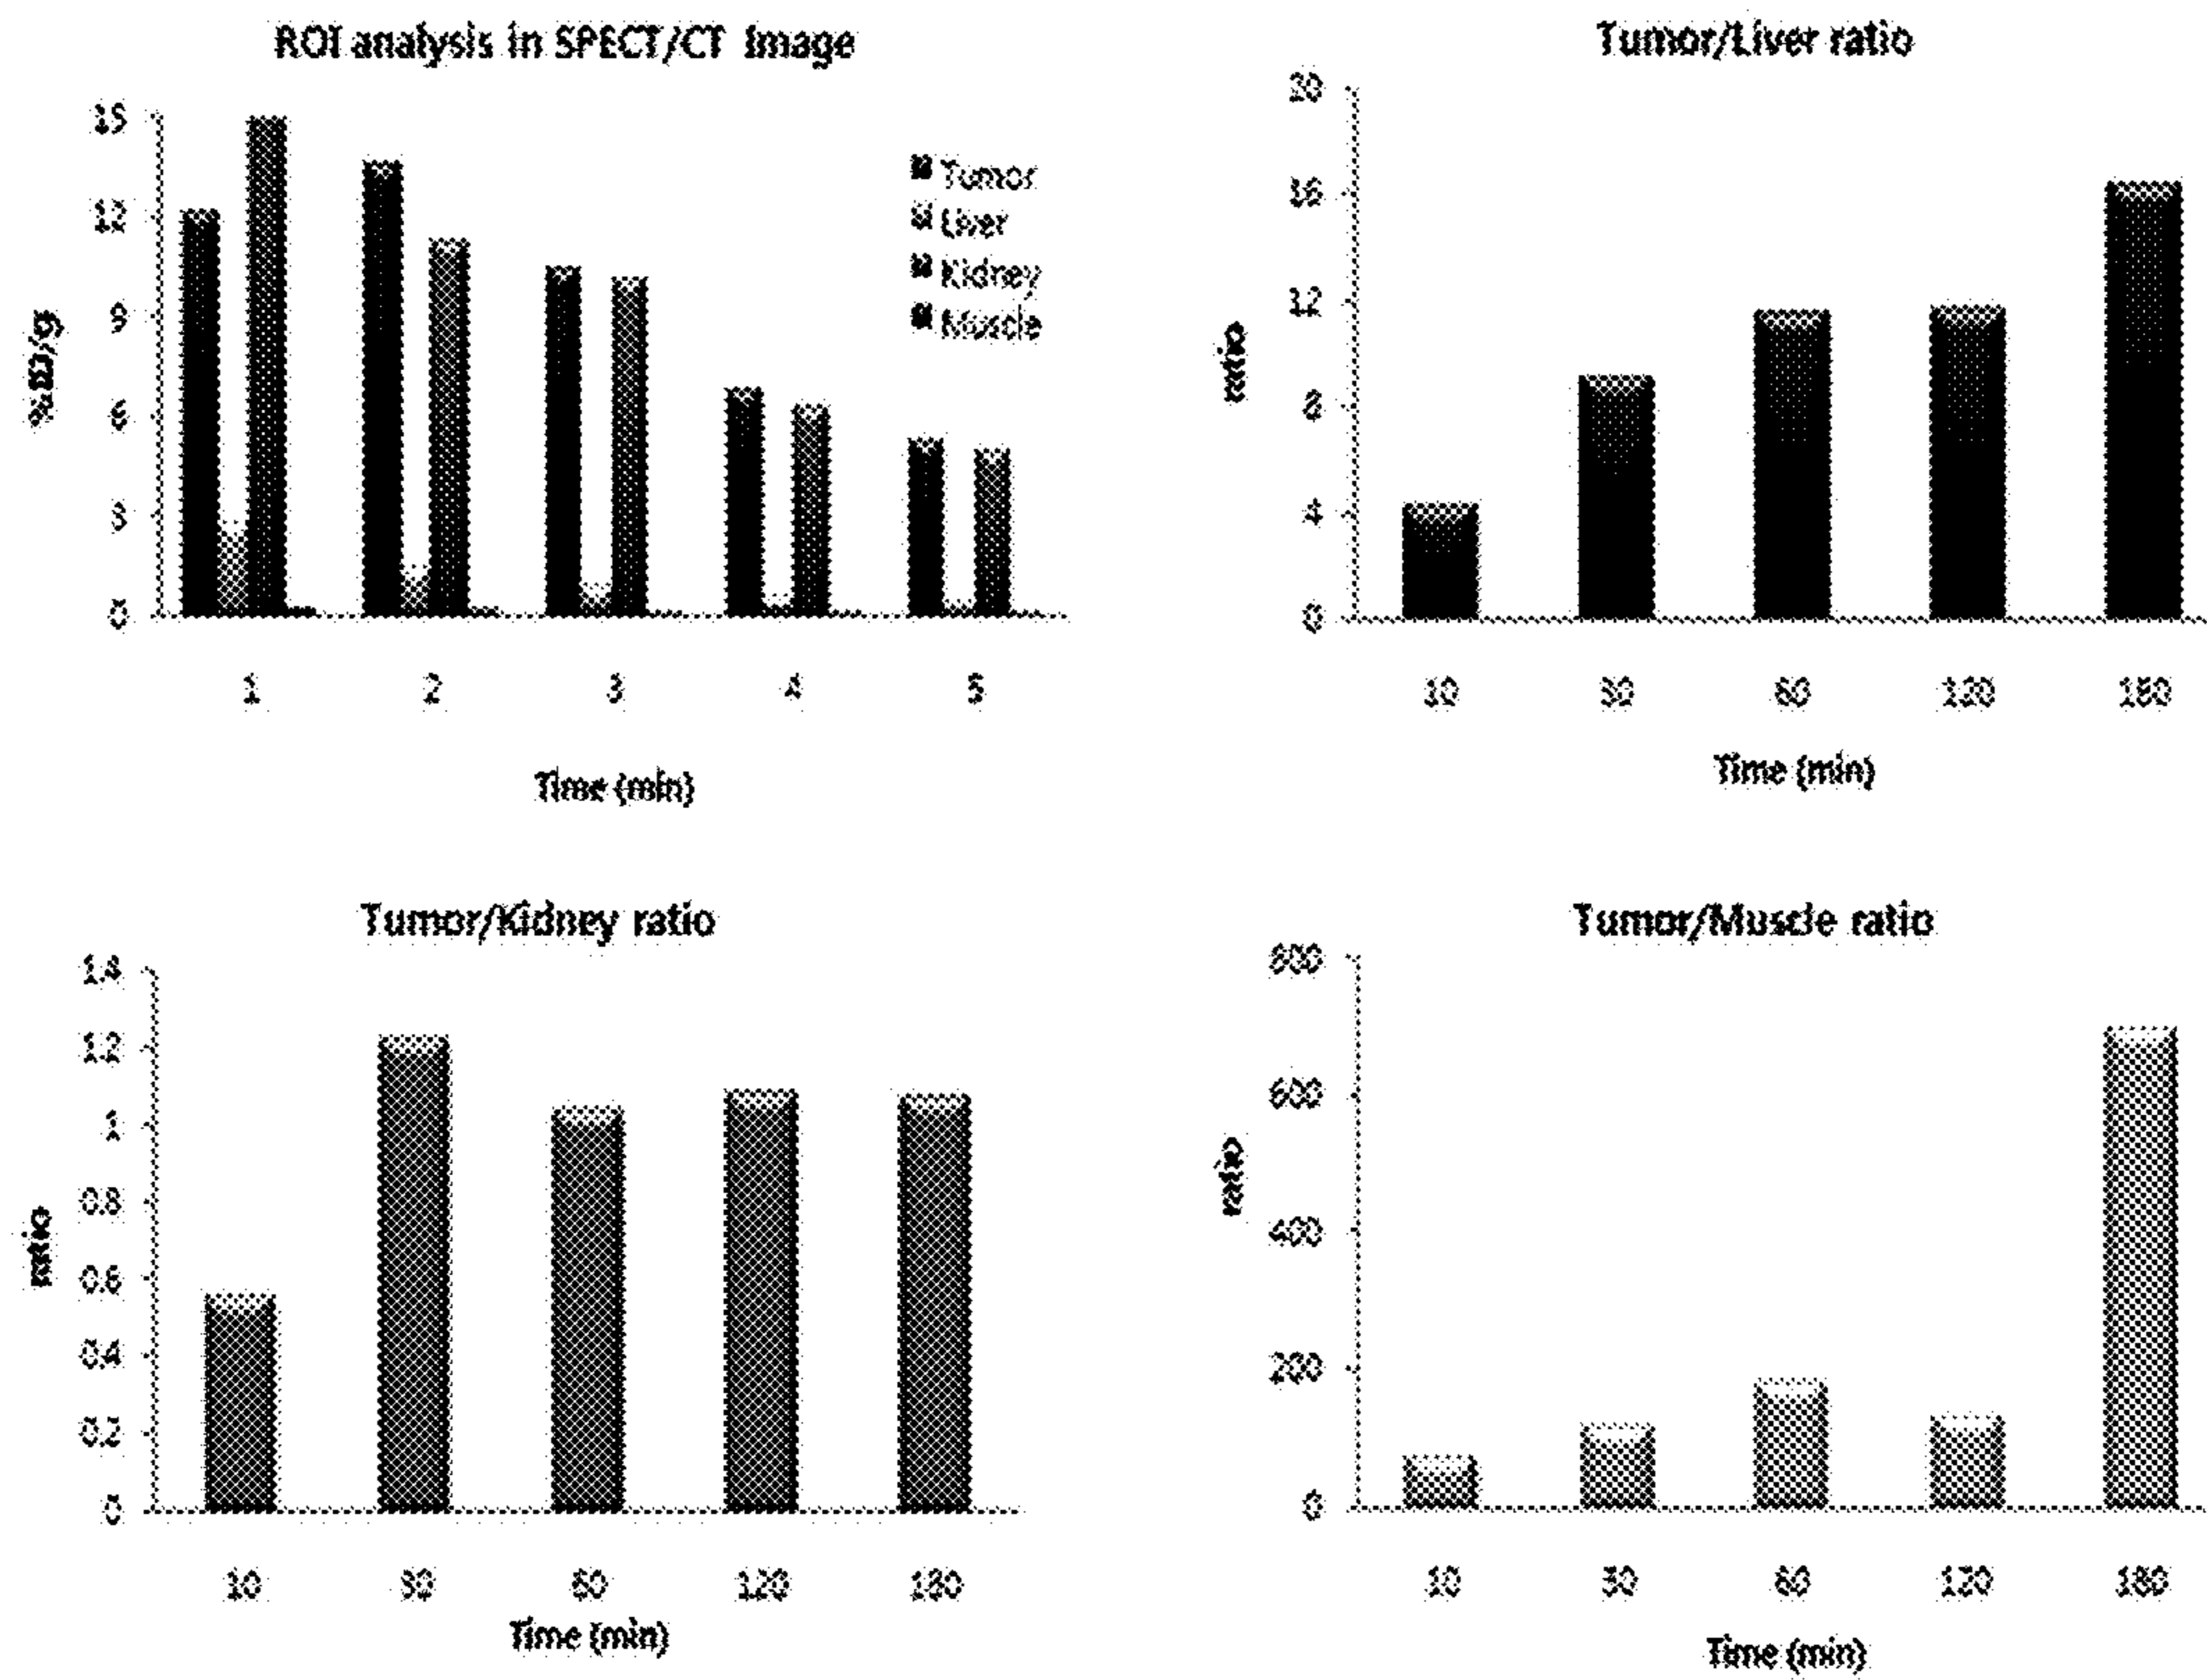 ROI analysis in SPECT/CT Image
15
12
9
6
3
0
%ID/g
Tumor
Liver
Kidney
Muscle
1 2 3 4 5
Time (min)
Tumor/Liver ratio
20
16
12
8
4
0
ratio
10 30 60 120 180
Time (min)
Tumor/Kidney ratio
1.4
1.2
1
0.8
0.6
0.4
0.2
0
ratio
10 30 60 120 180
Time (min)
Tumor/Muscle ratio
800
600
400
200
0
ratio
10 30 60 120 180
Time (min)